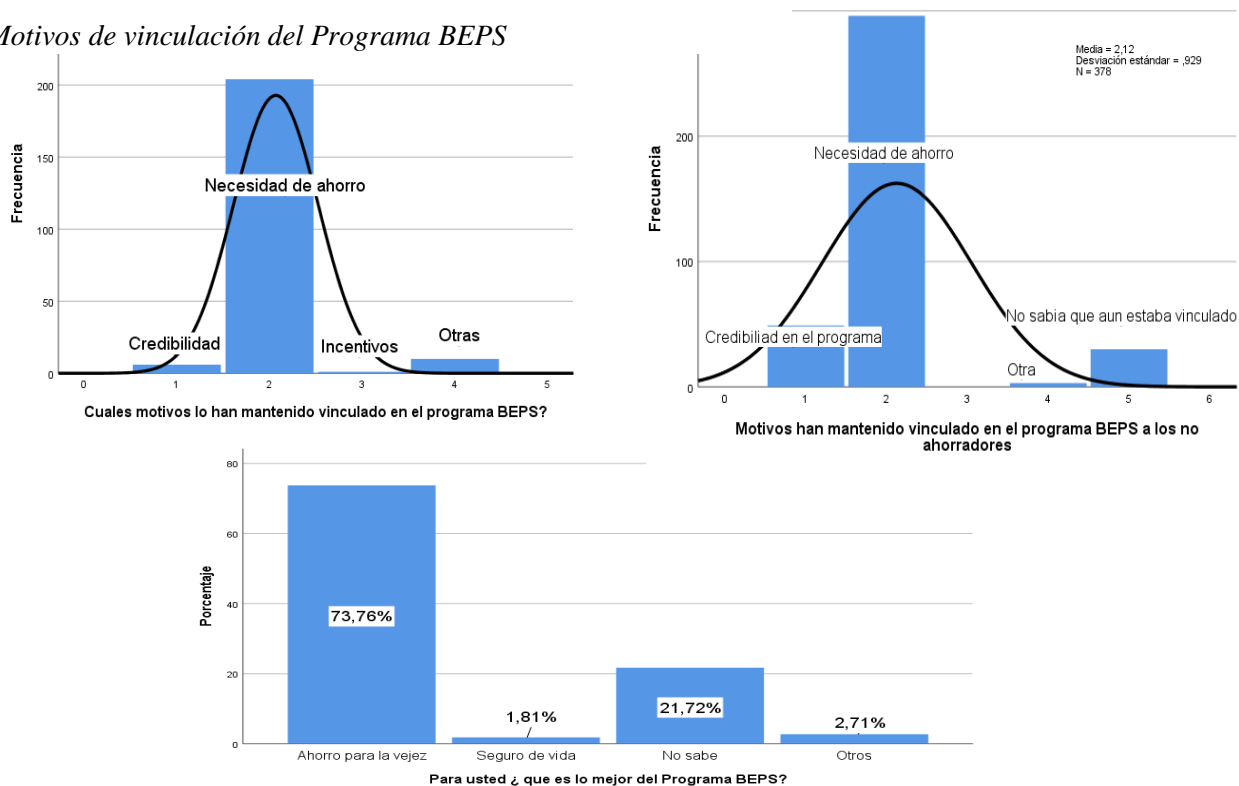 Motivos de vinculación del Programa BEPS
Frecuencia
200
150
100
50
0
Necesidad de ahorro
Credibilidad
Incentivos
Otras
0 1 2 3 4 5
Cuales motivos lo han mantenido vinculado en el programa BEPS?
Media = 2,12
Desviación estándar = ,929
N = 378
Frecuencia
200
100
0
Necesidad de ahorro
No sabia que aun estaba vinculado
Credibiliad en el programa
Otra
0 1 2 3 4 5 6
Motivos han mantenido vinculado en el programa BEPS a los no
ahorradores
Porcentaje
80
60
40
20
0
73,76%
1,81%
21,72%
2,71%
Ahorro para la vejez Seguro de vida No sabe Otros
Para usted ¿ que es lo mejor del Programa BEPS?